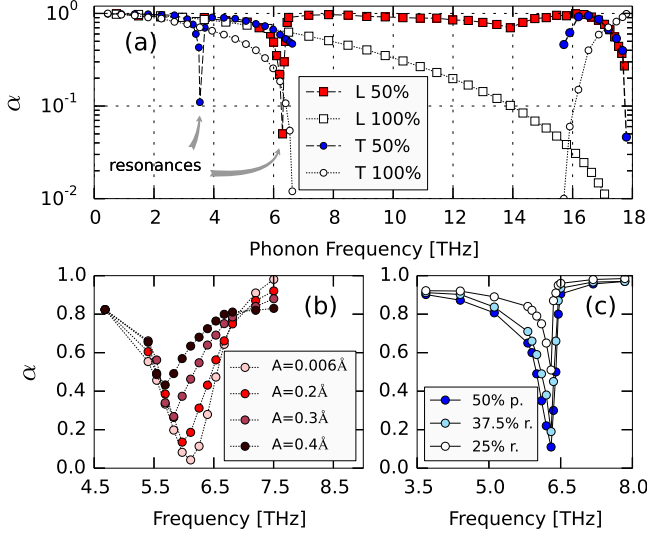 10⁰
10⁻¹
10⁻²
α
(a)
resonances
L 50%
L 100%
T 50%
T 100%
0 2 4 6 8 10 12 14 16 18
Phonon Frequency [THz]
1.0
0.8
0.6
0.4
0.2
0.0
α
(b)
A=0.006Å
A=0.2Å
A=0.3Å
A=0.4Å
4.5 5.5 6.5 7.5 8.5
Frequency [THz]
1.0
0.8
0.6
0.4
0.2
0.0
(c)
50% p.
37.5% r.
25% r.
3.5 5.0 6.5 8.0
Frequency [THz]